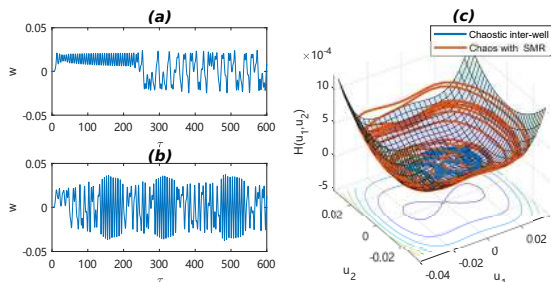 (a)
0.05
0
-0.05
w
0 100 200 300 400 500 600
τ
(b)
0.05
0
-0.05
w
0 100 200 300 400 500 600
τ
(c)
Chaostic inter-well
Chaos with SMR
×10⁻⁴
10
5
0
-5
H(u₁,u₂)
0.02
0
-0.02
u₂
-0.04
-0.02
0
0.02
u₁